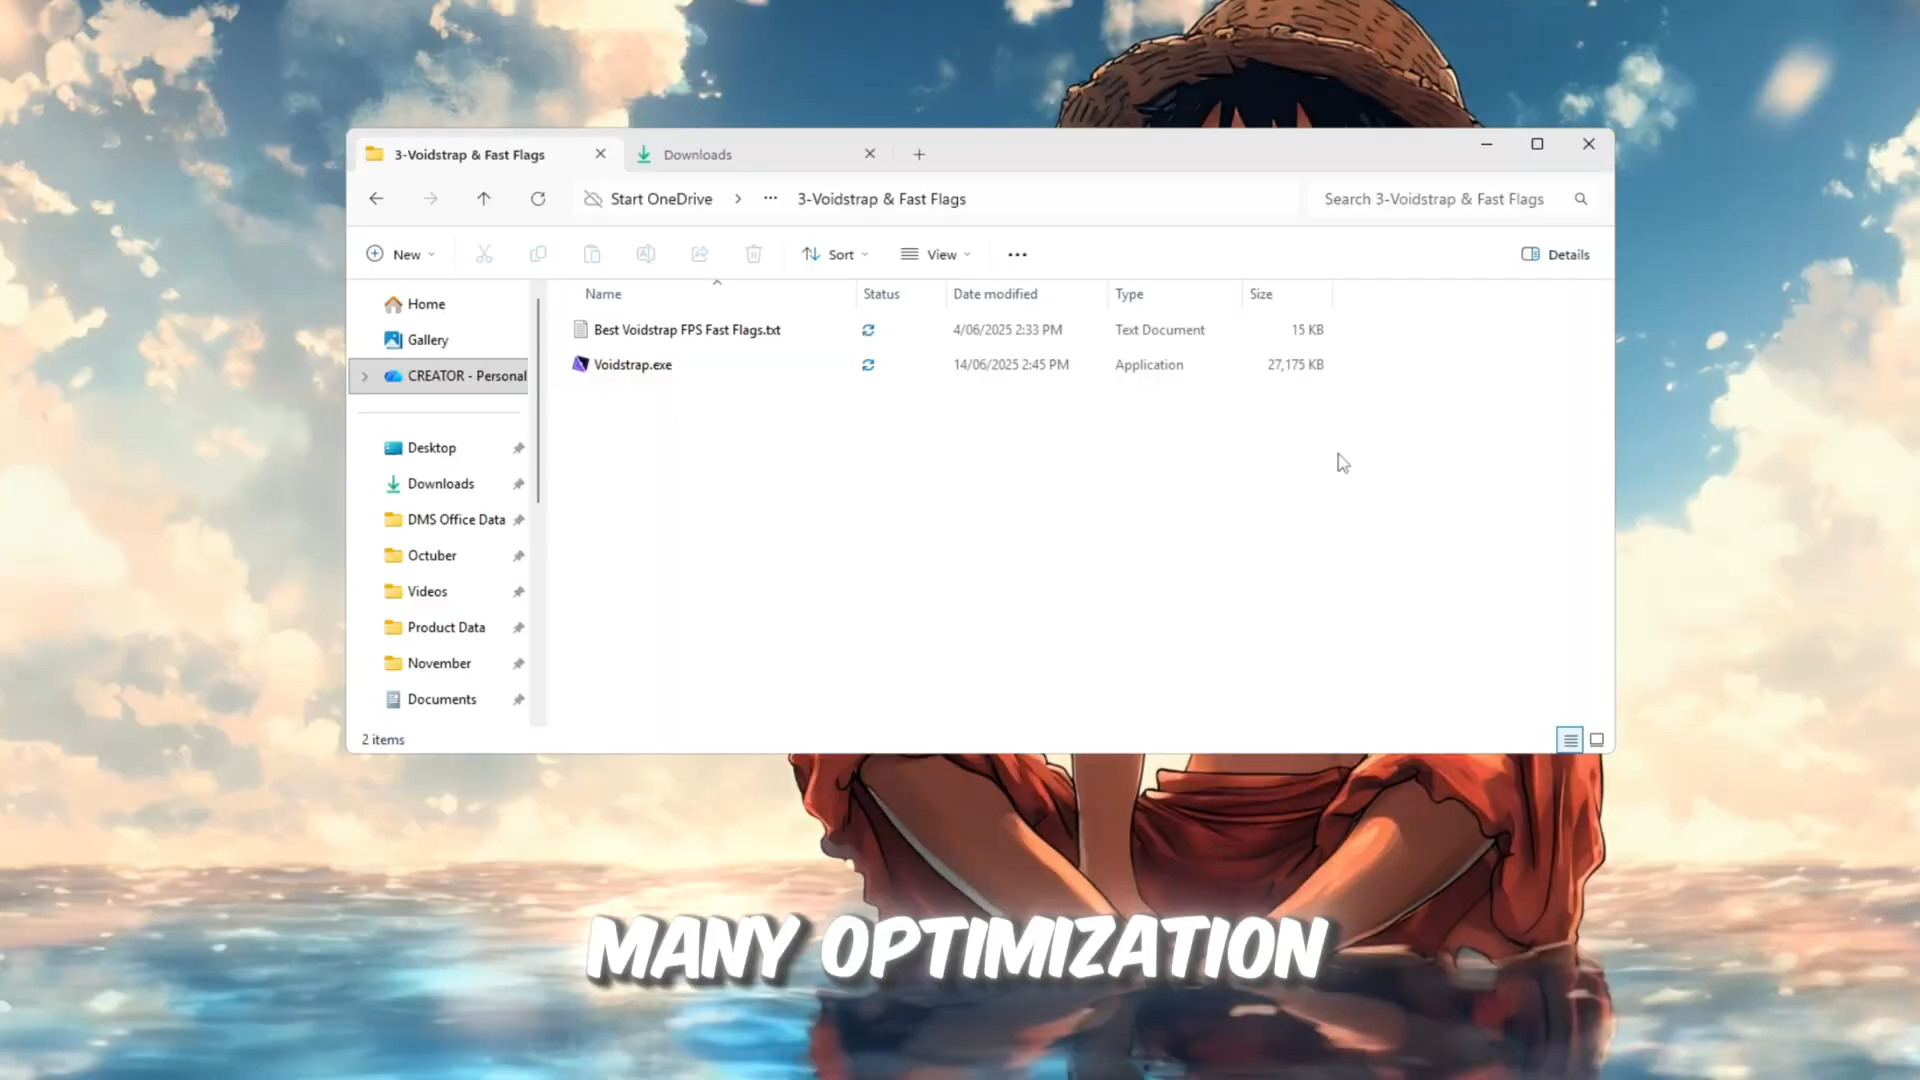 3-Voidstrap & Fast Flags
Downloads
Start OneDrive
3-Voidstrap & Fast Flags
Search 3-Voidstrap & Fast Flags
New
Sort
View
Details
Name
Status
Date modified
Type
Size
Best Voidstrap FPS Fast Flags.txt
4/06/2025 2:33 PM
Text Document
15 KB
Voidstrap.exe
14/06/2025 2:45 PM
Application
27,175 KB
Home
Gallery
CREATOR - Personal
Desktop
Downloads
DMS Office Data
Octuber
Videos
Product Data
November
Documents
2 items
MANY OPTIMIZATION